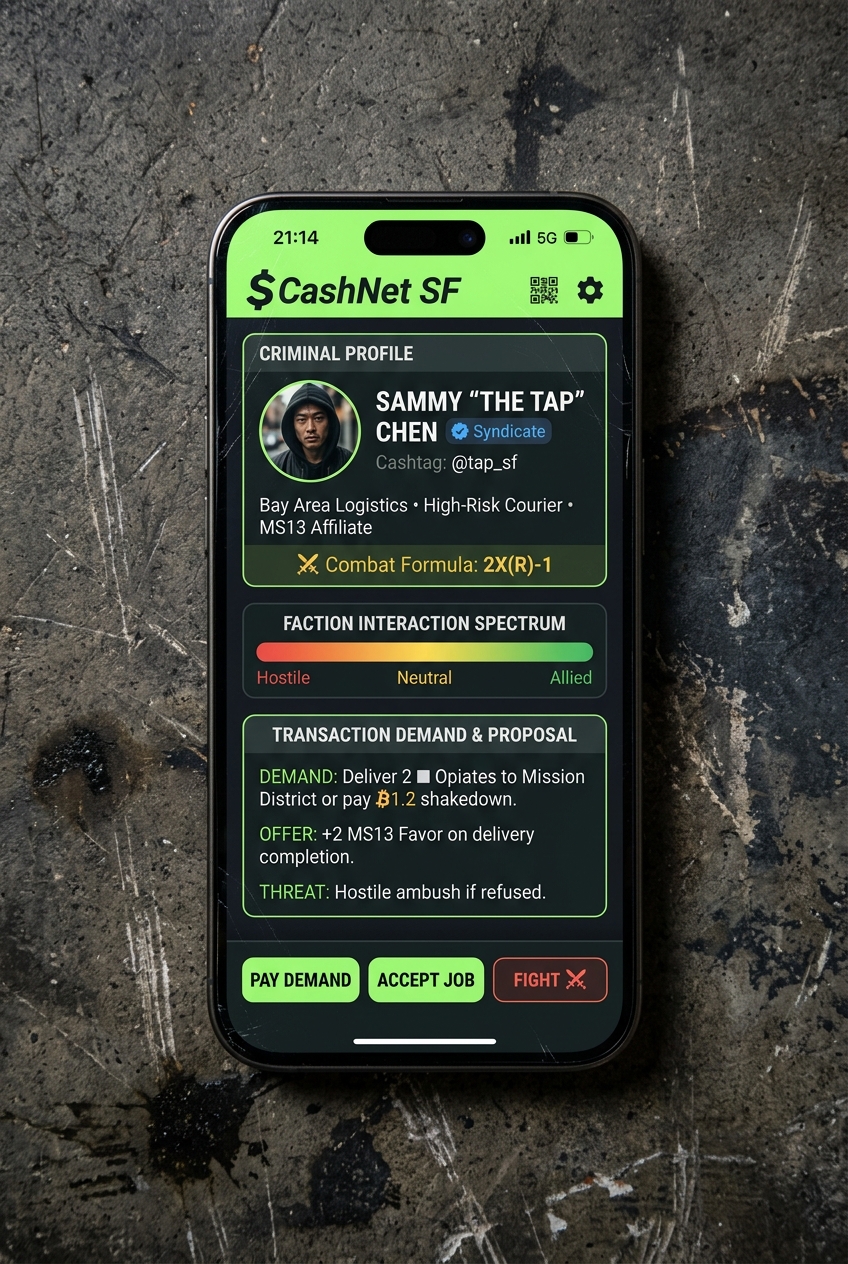 21:14
5G
$CashNet SF
CRIMINAL PROFILE
SAMMY “THE TAP”
CHEN Syndicate
Cashtag: @tap_sf
Bay Area Logistics • High-Risk Courier •
MS13 Affiliate
Combat Formula: 2X(R)-1
FACTION INTERACTION SPECTRUM
Hostile Neutral Allied
TRANSACTION DEMAND & PROPOSAL
DEMAND: Deliver 2 ■ Opiates to Mission
District or pay ₿1.2 shakedown.
OFFER: +2 MS13 Favor on delivery
completion.
THREAT: Hostile ambush if refused.
PAY DEMAND
ACCEPT JOB
FIGHT